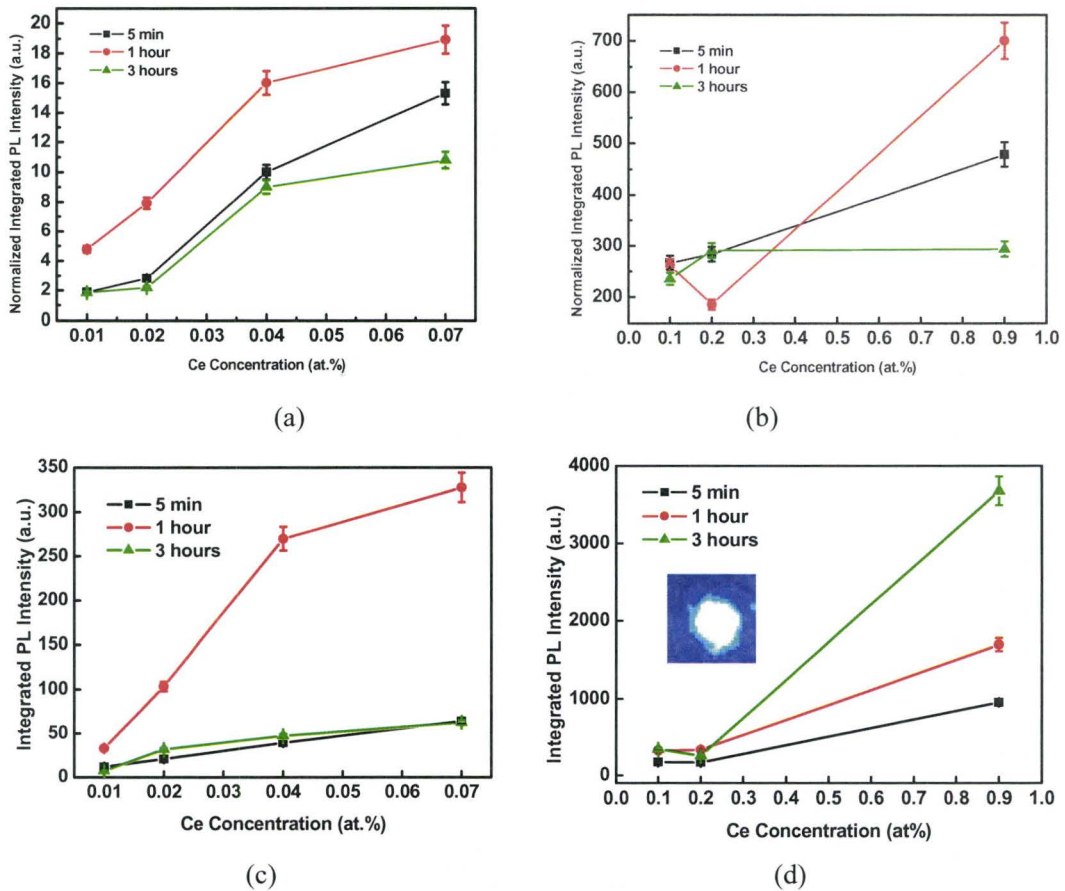 Normalized Integrated PL Intensity (a.u.)
20
18
16
14
12
10
8
6
4
2
0
5 min
1 hour
3 hours
0.01 0.02 0.03 0.04 0.05 0.06 0.07
Ce Concentration (at.%)
(a)
Normalized Integrated PL Intensity (a.u.)
700
600
500
400
300
200
5 min
1 hour
3 hours
0.0 0.1 0.2 0.3 0.4 0.5 0.6 0.7 0.8 0.9 1.0
Ce Concentration (at.%)
(b)
Integrated PL Intensity (a.u.)
350
300
250
200
150
100
50
0
5 min
1 hour
3 hours
0.01 0.02 0.03 0.04 0.05 0.06 0.07
Ce Concentration (at.%)
(c)
Integrated PL Intensity (a.u.)
4000
3000
2000
1000
0
5 min
1 hour
3 hours
0.0 0.1 0.2 0.3 0.4 0.5 0.6 0.7 0.8 0.9 1.0
Ce Concentration (at%)
(d)